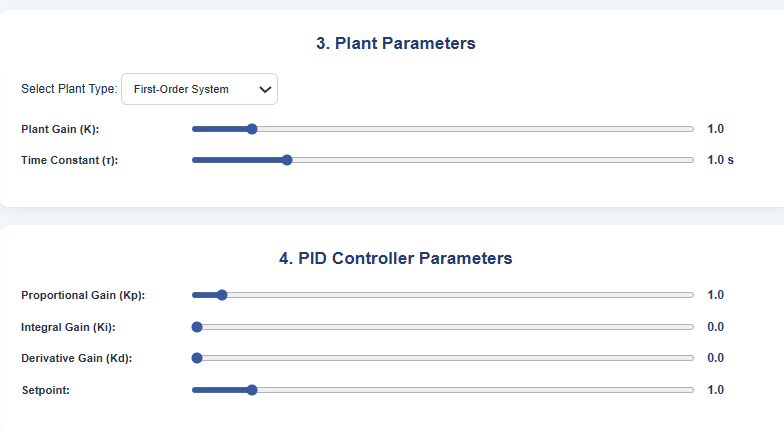 3. Plant Parameters
Select Plant Type: First-Order System
Plant Gain (K): 1.0
Time Constant (τ): 1.0 s
4. PID Controller Parameters
Proportional Gain (Kp): 1.0
Integral Gain (Ki): 0.0
Derivative Gain (Kd): 0.0
Setpoint: 1.0